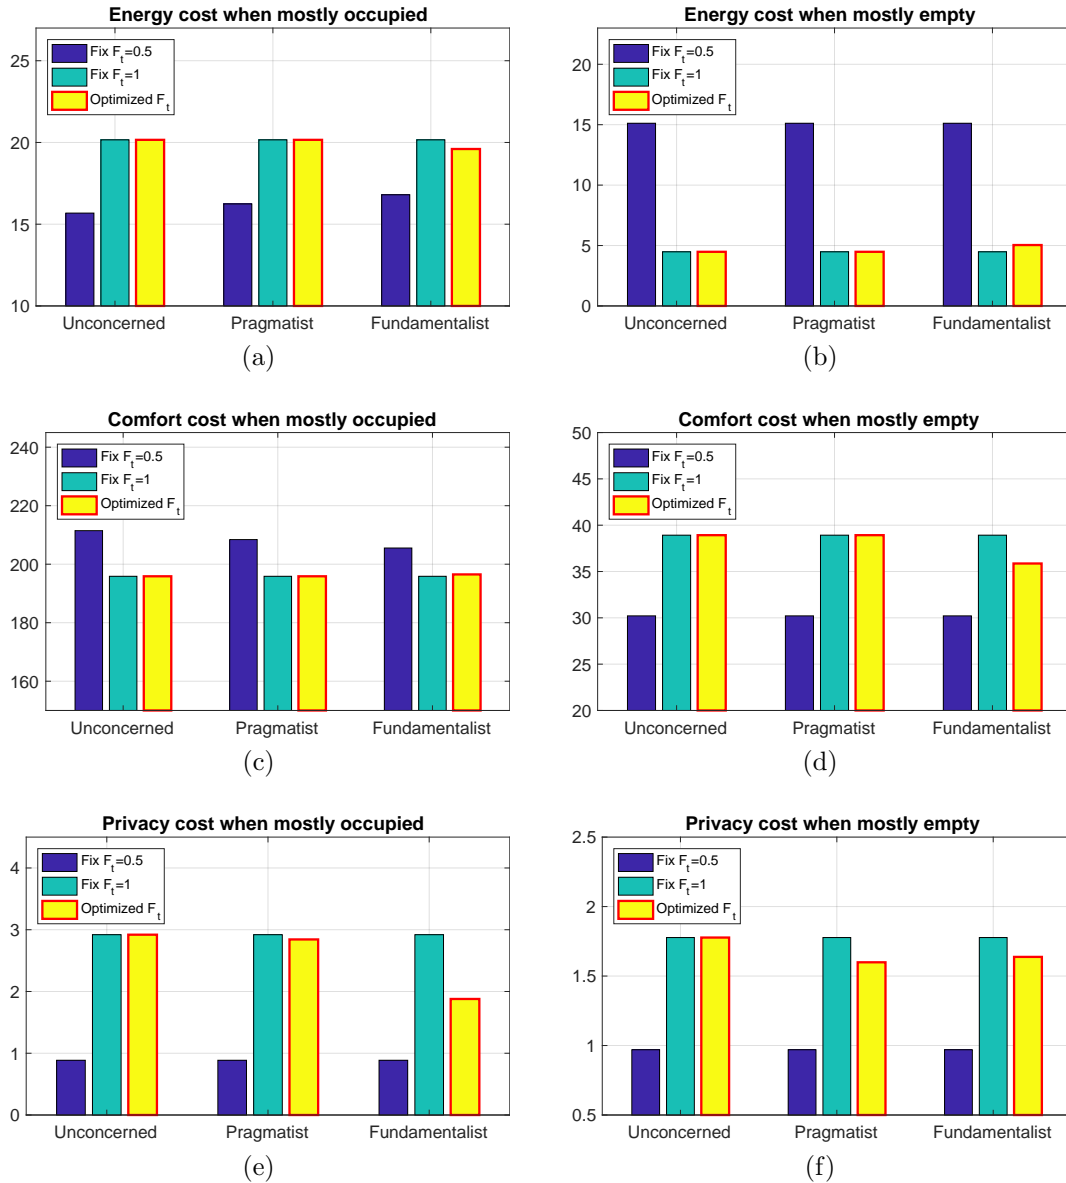 Energy cost when mostly occupied
25
20
15
10
Fix F_t=0.5
Fix F_t=1
Optimized F_t
Unconcerned Pragmatist Fundamentalist
(a)
Energy cost when mostly empty
20
15
10
5
0
Fix F_t=0.5
Fix F_t=1
Optimized F_t
Unconcerned Pragmatist Fundamentalist
(b)
Comfort cost when mostly occupied
240
220
200
180
160
Fix F_t=0.5
Fix F_t=1
Optimized F_t
Unconcerned Pragmatist Fundamentalist
(c)
Comfort cost when mostly empty
50
45
40
35
30
25
20
Fix F_t=0.5
Fix F_t=1
Optimized F_t
Unconcerned Pragmatist Fundamentalist
(d)
Privacy cost when mostly occupied
4
3
2
1
0
Fix F_t=0.5
Fix F_t=1
Optimized F_t
Unconcerned Pragmatist Fundamentalist
(e)
Privacy cost when mostly empty
2.5
2
1.5
1
0.5
Fix F_t=0.5
Fix F_t=1
Optimized F_t
Unconcerned Pragmatist Fundamentalist
(f)